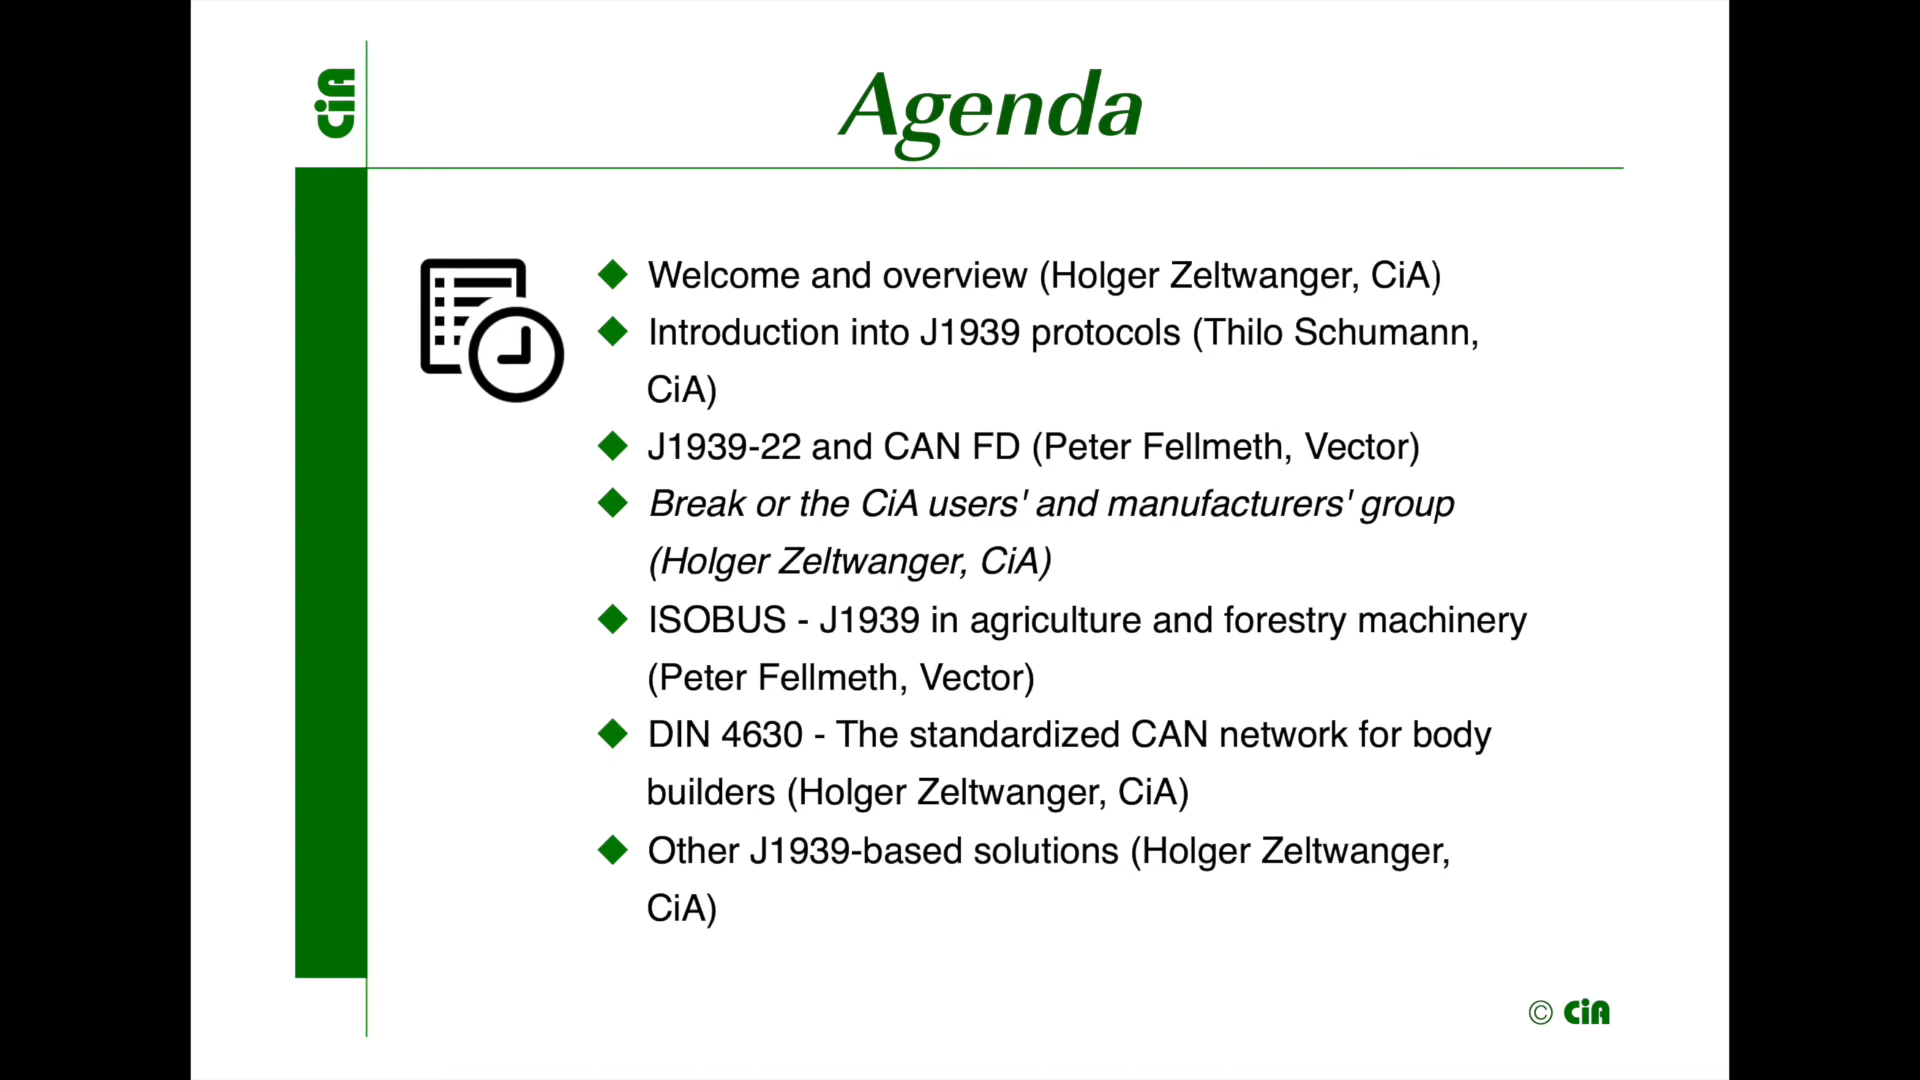 CiA
Agenda
Welcome and overview (Holger Zeltwanger, CiA)
Introduction into J1939 protocols (Thilo Schumann,
CiA)
J1939-22 and CAN FD (Peter Fellmeth, Vector)
Break or the CiA users' and manufacturers' group
(Holger Zeltwanger, CiA)
ISOBUS - J1939 in agriculture and forestry machinery
(Peter Fellmeth, Vector)
DIN 4630 - The standardized CAN network for body
builders (Holger Zeltwanger, CiA)
Other J1939-based solutions (Holger Zeltwanger,
CiA)
© CiA